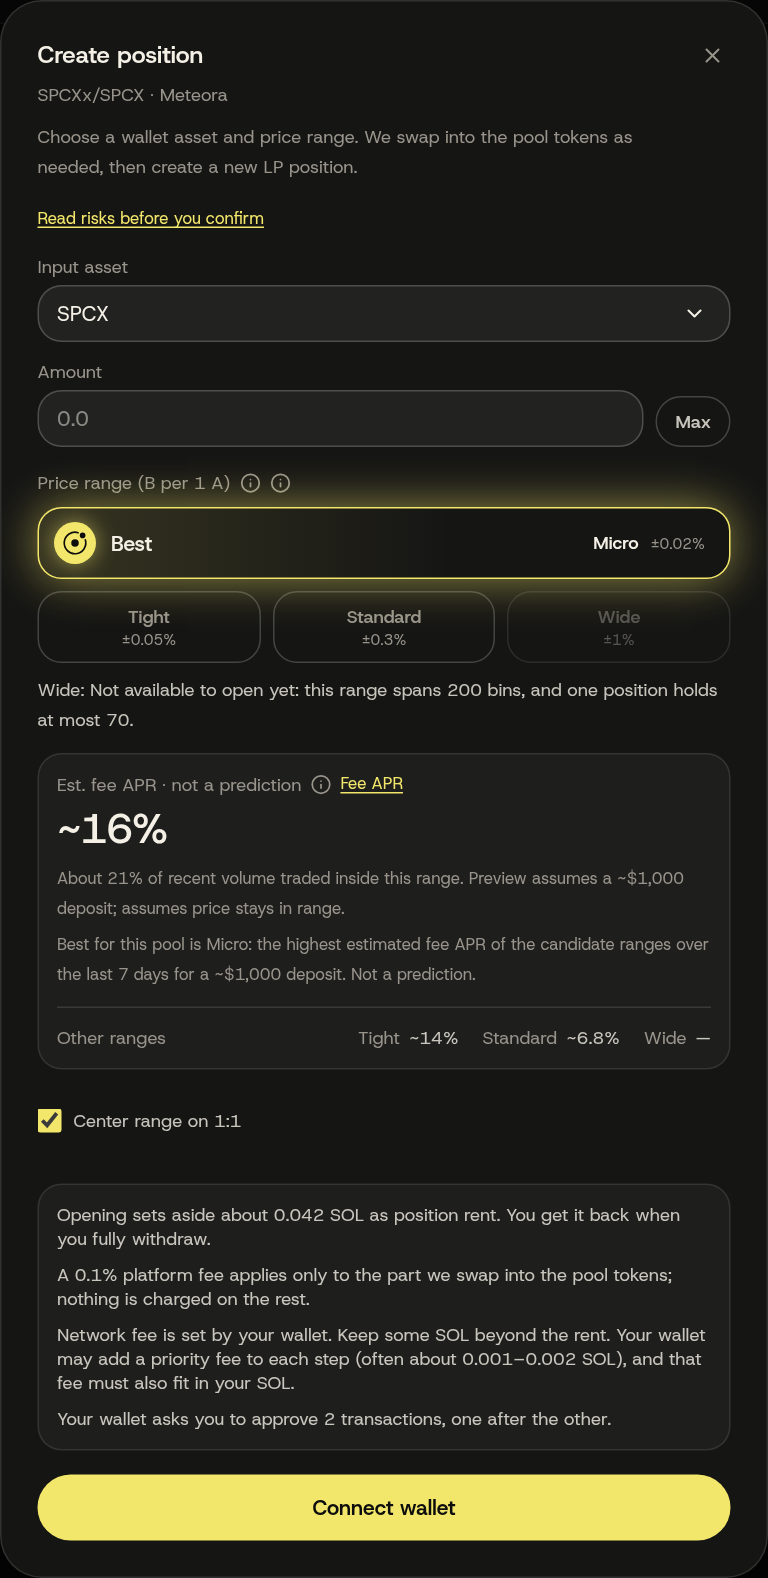 Create position
SPCXx/SPCX · Meteora
Choose a wallet asset and price range. We swap into the pool tokens as
needed, then create a new LP position.
Read risks before you confirm
Input asset
SPCX
Amount
0.0
Max
Price range (B per 1 A)
Best
Micro ±0.02%
Tight
±0.05%
Standard
±0.3%
Wide
±1%
Wide: Not available to open yet: this range spans 200 bins, and one position holds
at most 70.
Est. fee APR · not a prediction Fee APR
~16%
About 21% of recent volume traded inside this range. Preview assumes a ~$1,000
deposit; assumes price stays in range.
Best for this pool is Micro: the highest estimated fee APR of the candidate ranges over
the last 7 days for a ~$1,000 deposit. Not a prediction.
Other ranges Tight ~14% Standard ~6.8% Wide —
Center range on 1:1
Opening sets aside about 0.042 SOL as position rent. You get it back when
you fully withdraw.
A 0.1% platform fee applies only to the part we swap into the pool tokens;
nothing is charged on the rest.
Network fee is set by your wallet. Keep some SOL beyond the rent. Your wallet
may add a priority fee to each step (often about 0.001–0.002 SOL), and that
fee must also fit in your SOL.
Your wallet asks you to approve 2 transactions, one after the other.
Connect wallet